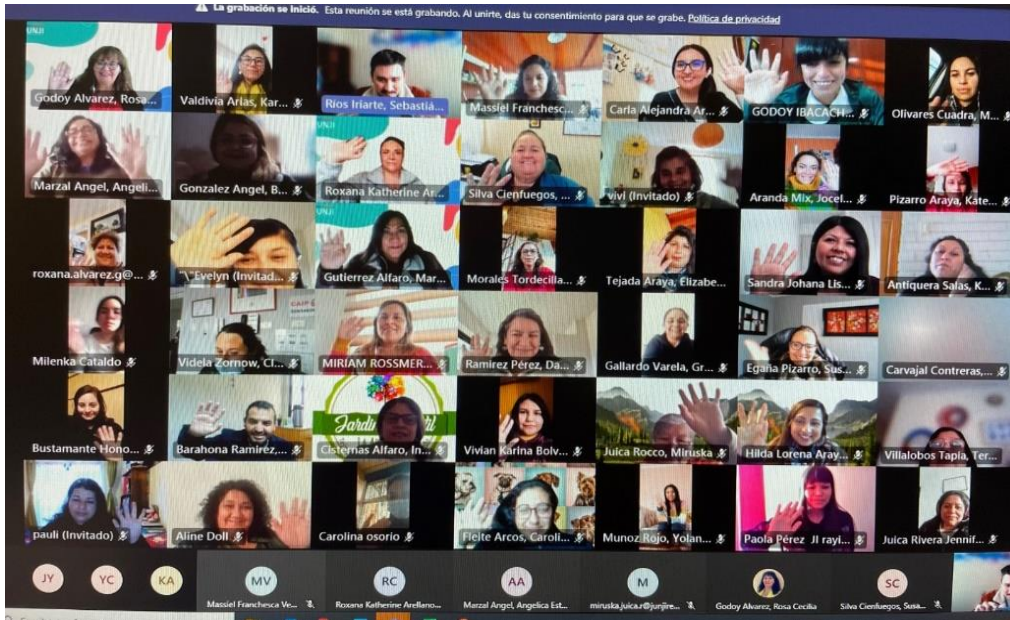 La grabación se Inició. Esta reunión se está grabando. Al unirte, das tu consentimiento para que se grabe. Política de privacidad
UNJI
Godoy Alvarez, Rosa...
Valdivia Arias, Kar...
Ríos Iriarte, Sebastiá...
Massiel Franchesc...
Carla Alejandra Ar...
GODOY IBACACH...
Olivares Cuadra, M...
Marzal Angel, Angeli...
Gonzalez Angel, B...
UNJI
Roxana Katherine Ar...
Silva Cienfuegos, ...
vivi (Invitado)
Aranda Mix, Jocel...
Pizarro Araya, Kate...
roxana.alvarez.g@...
"\"Evelyn (Invitad...
UNJI
Gutierrez Alfaro, Mar...
Morales Tordecilla...
Tejada Araya, Elizabe...
Sandra Johana Lis...
Antiquera Salas, K...
Milenka Cataldo
Videla Zornow, Cl...
MIRIAM ROSSMER...
Ramirez Pérez, Da...
Gallardo Varela, Gr...
Egaña Pizarro, Sus...
Carvajal Contreras,...
Bustamante Hono...
Barahona Ramírez,...
Cisternas Alfaro, In...
Vivian Karina Bolv...
Juica Rocco, Miruska
Hilda Lorena Aray...
Villalobos Tapia, Ter...
pauli (Invitado)
Aline Doll
Carolina osorio
Fleite Arcos, Caroli...
Munoz Rojo, Yolan...
Paola Pérez JI rayi...
Juica Rivera Jennif...
JY
YC
KA
MV
Massiel Franchesca Ve...
RC
Roxana Katherine Arellano...
AA
Marzal Angel, Angelica Est...
M
miruska.juica.r@junjire...
Godoy Alvarez, Rosa Cecilia
SC
Silva Cienfuegos, Susa...